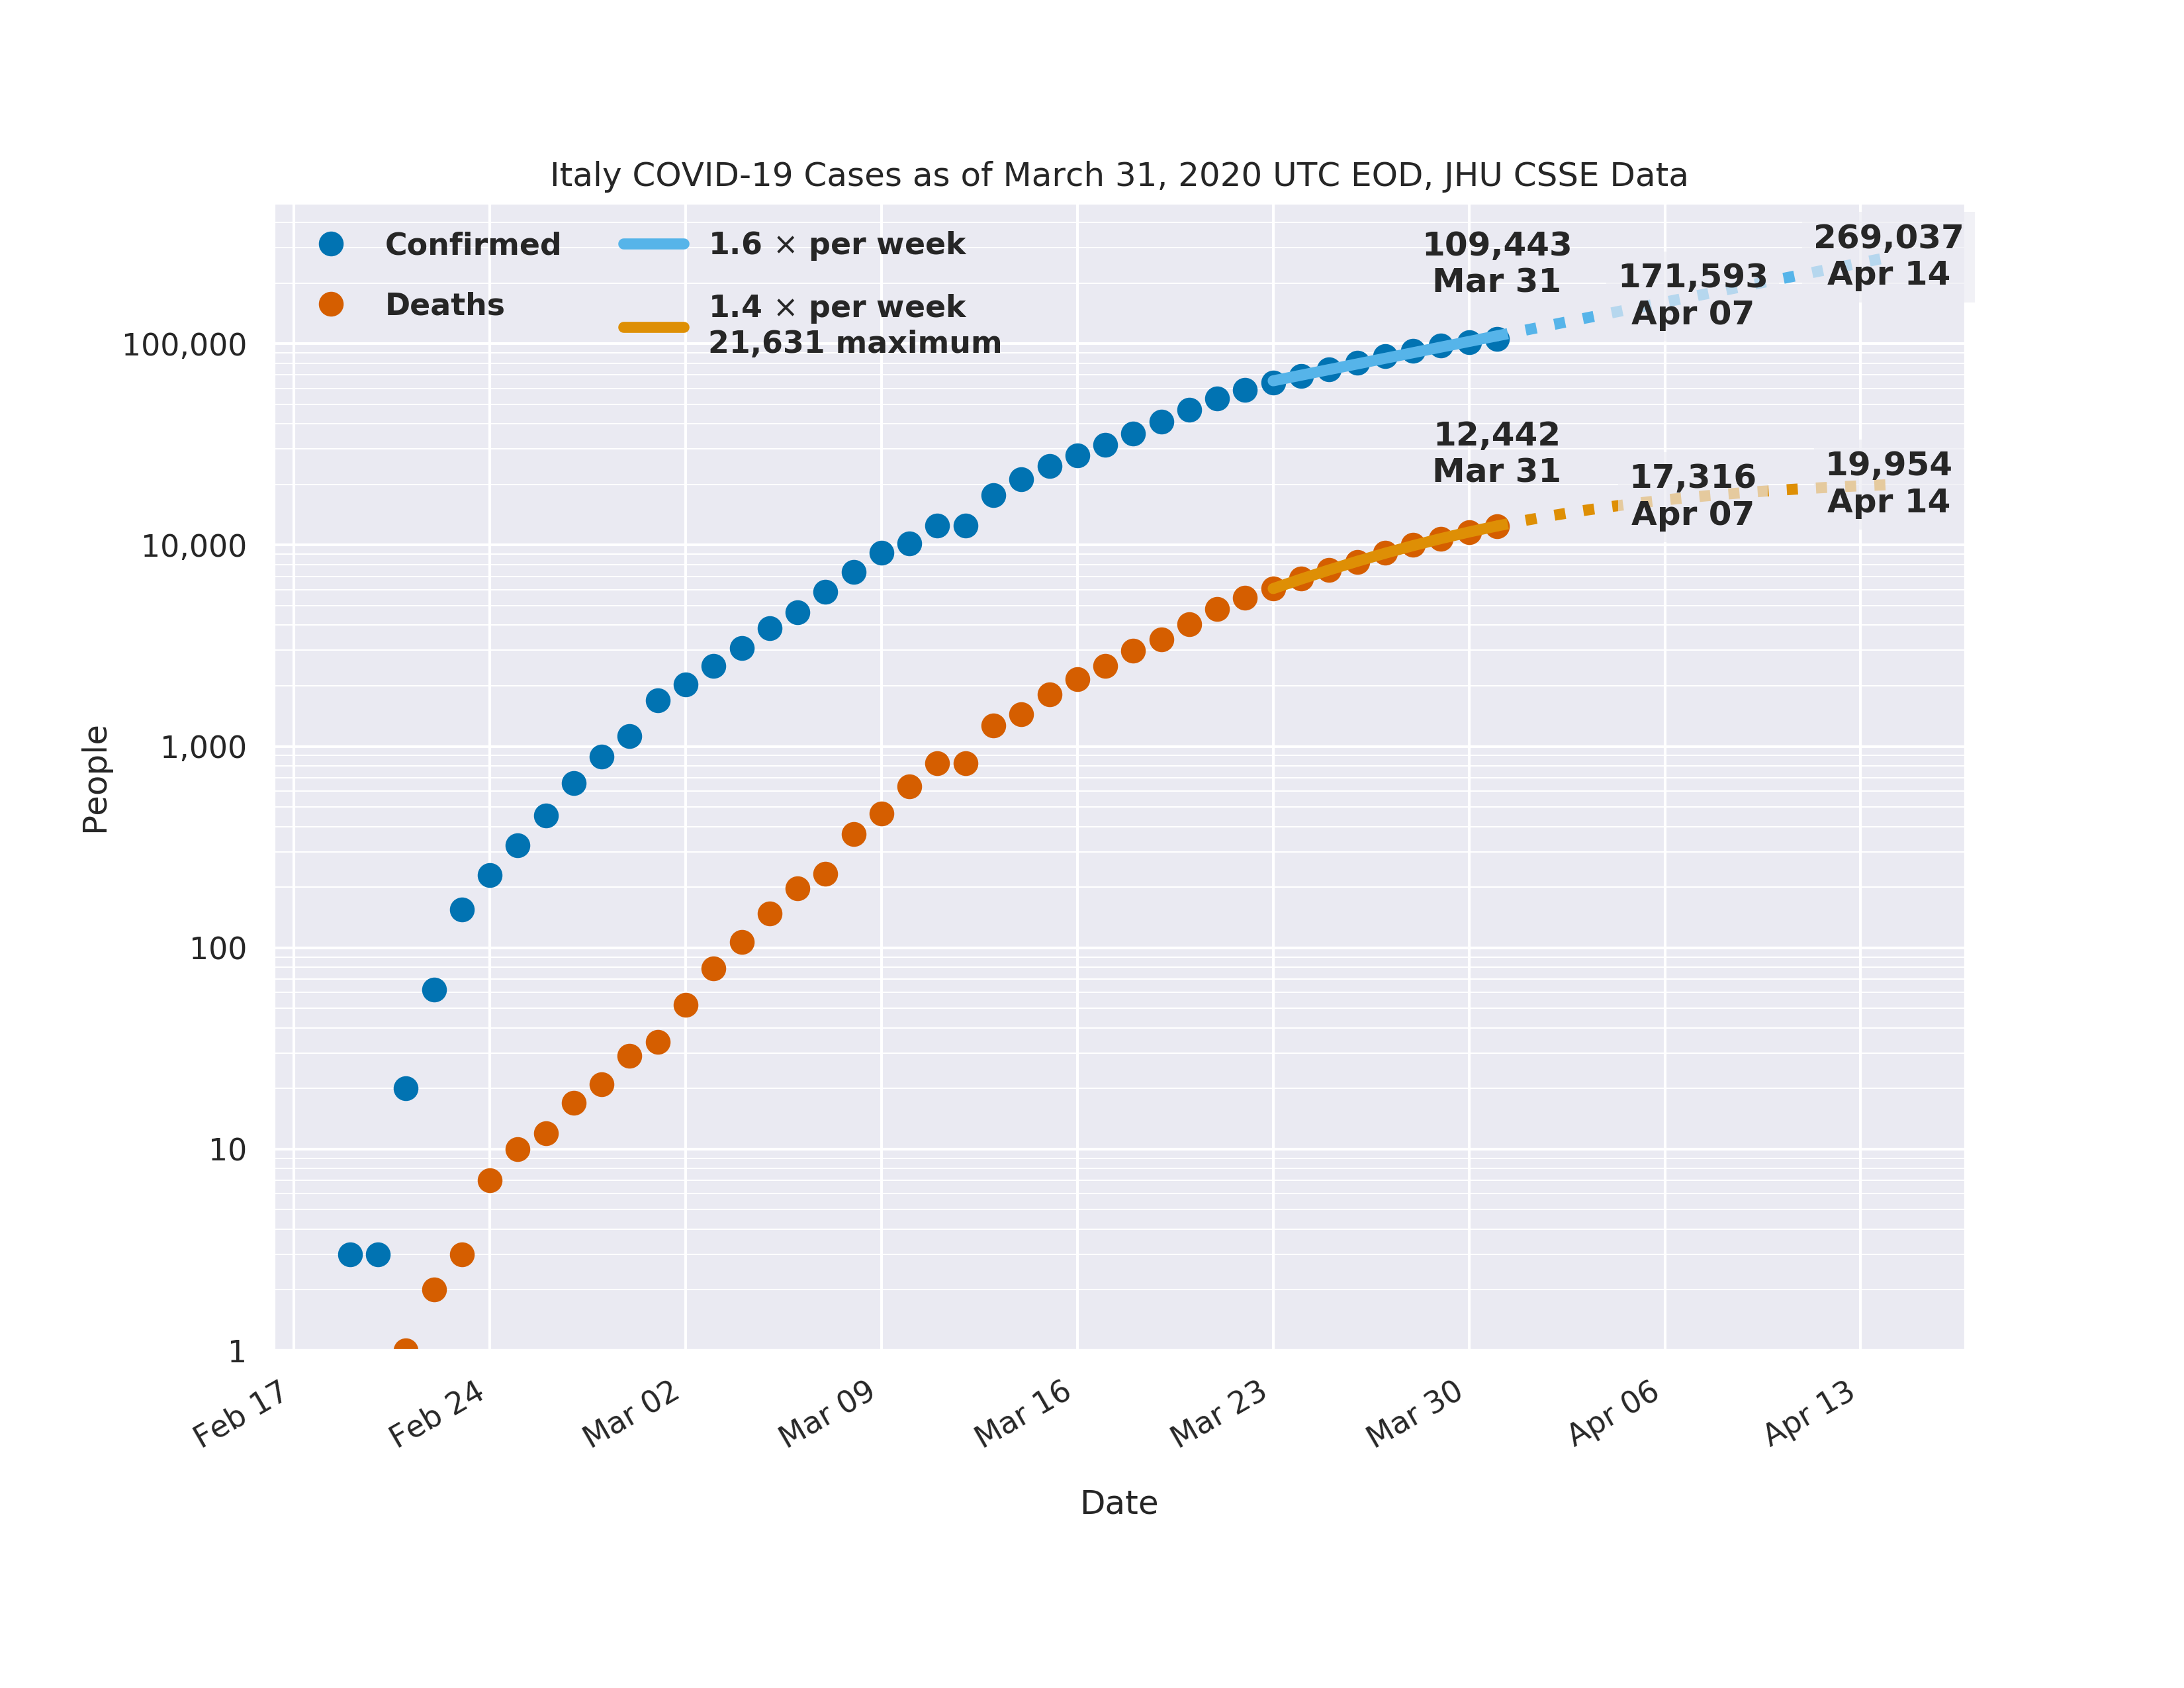 Italy COVID-19 Cases as of March 31, 2020 UTC EOD, JHU CSSE Data
Confirmed
Deaths
1.6 × per week
1.4 × per week
21,631 maximum
109,443
Mar 31
171,593
Apr 07
269,037
Apr 14
12,442
Mar 31
17,316
Apr 07
19,954
Apr 14
People
100,000
10,000
1,000
100
10
1
Feb 17
Feb 24
Mar 02
Mar 09
Mar 16
Mar 23
Mar 30
Apr 06
Apr 13
Date